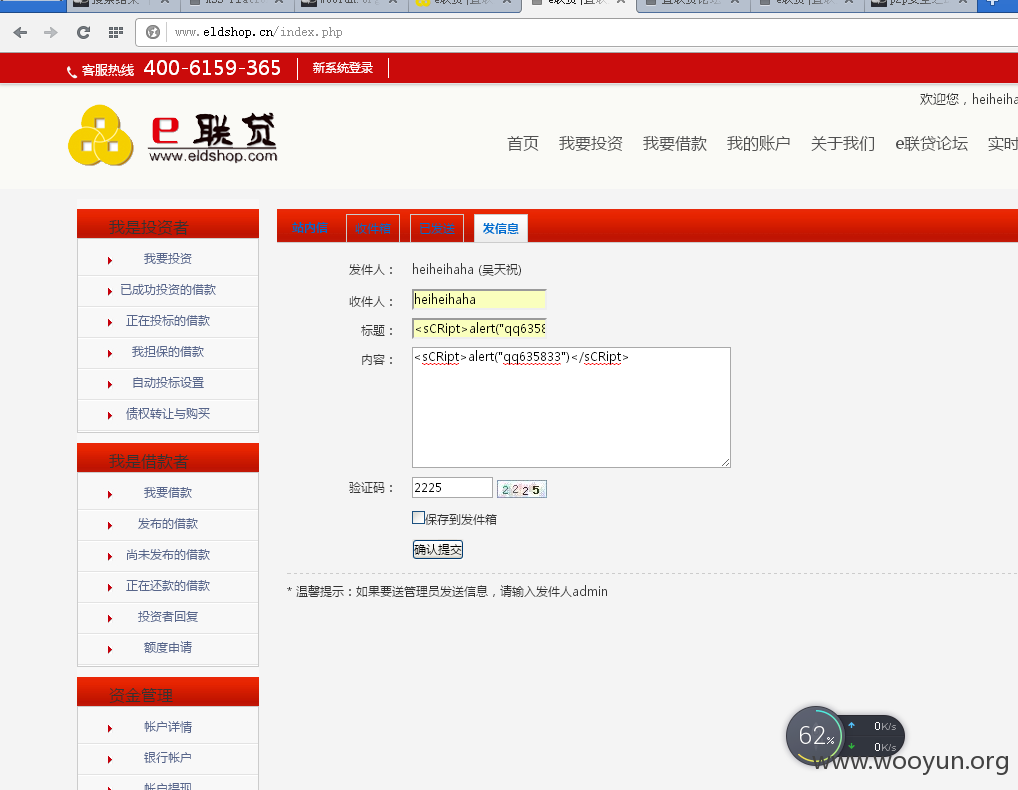 www.eldshop.cn/index.php
客服热线 400-6159-365 新系统登录
欢迎您，heiheiha
e 联贷
www.eldshop.com
首页 我要投资 我要借款 我的账户 关于我们 e联贷论坛 实时
我是投资者
我要投资
已成功投资的借款
正在投标的借款
我担保的借款
自动投标设置
债权转让与购买
我是借款者
我要借款
发布的借款
尚未发布的借款
正在还款的借款
投资者回复
额度申请
资金管理
帐户详情
银行帐户
帐户提现
站内信 收件箱 已发送 发信息
发件人： heiheihaha (吴天祝)
收件人： heiheihaha
标题： <sCRipt>alert("qq6358
内容： <sCRipt>alert("qq635833")</sCRipt>
验证码： 2225 2225
保存到发件箱
确认提交
* 温馨提示：如果要送管理员发送信息，请输入发件人admin
62%
0K/s
0K/s
www.wooyun.org